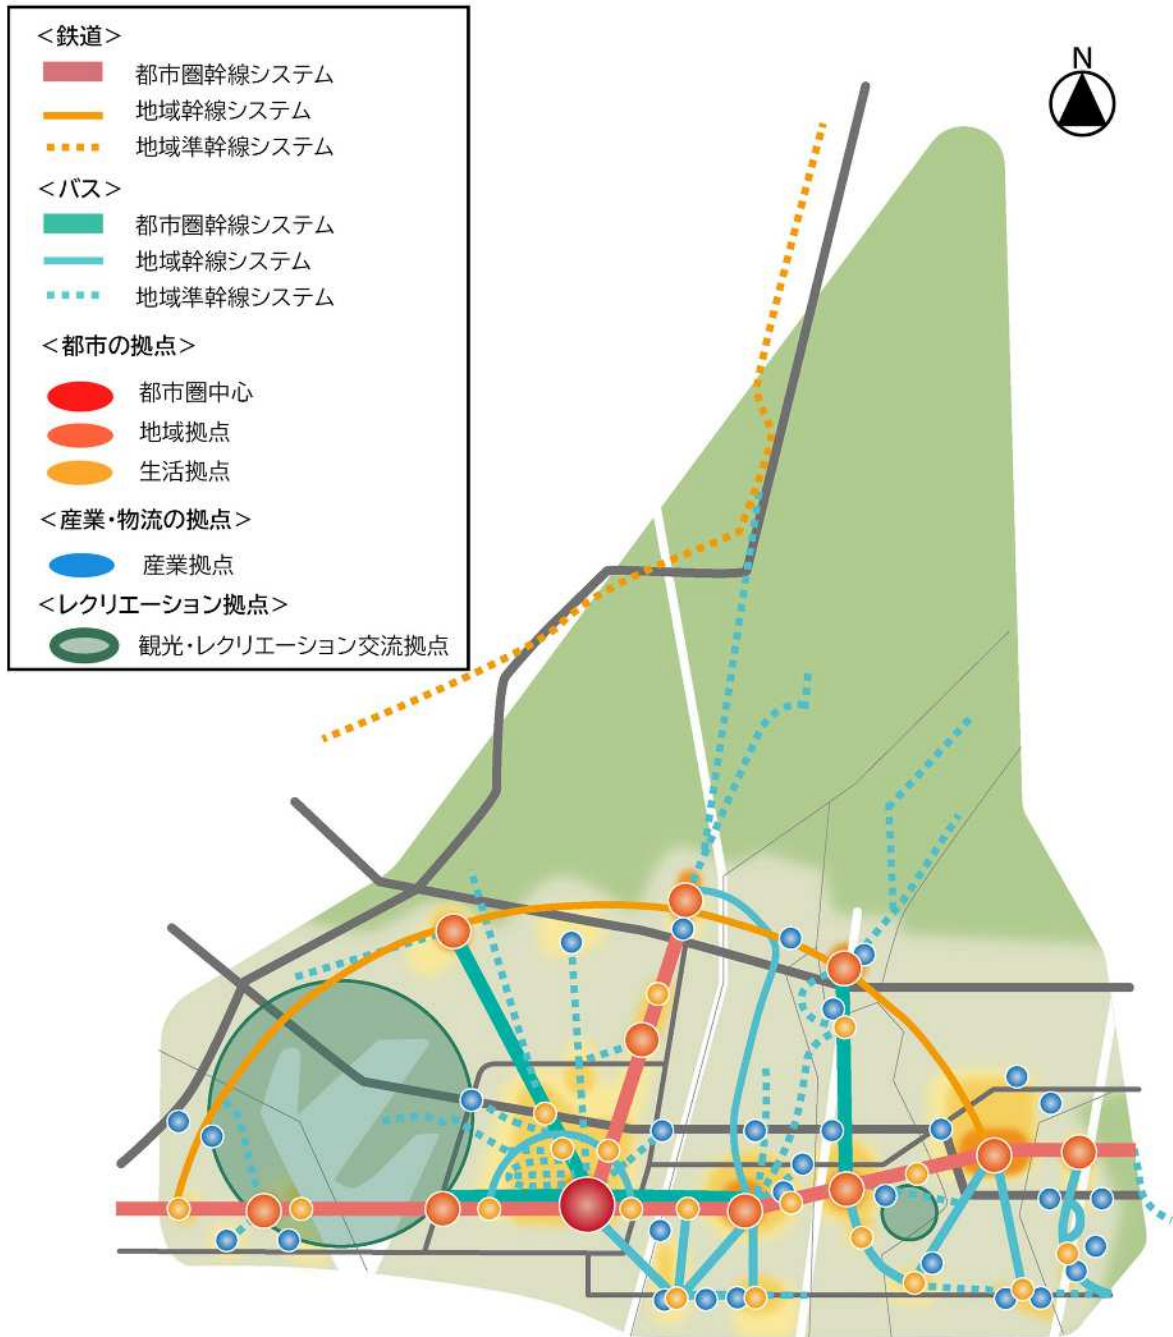 <鉄道>
都市圏幹線システム
地域幹線システム
地域準幹線システム
<バス>
都市圏幹線システム
地域幹線システム
地域準幹線システム
<都市の拠点>
都市圏中心
地域拠点
生活拠点
<産業・物流の拠点>
産業拠点
<レクリエーション拠点>
観光・レクリエーション交流拠点
N